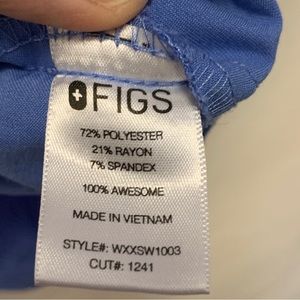 FIGS
72% POLYESTER
21% RAYON
7% SPANDEX
100% AWESOME
MADE IN VIETNAM
STYLE#: WXXSW1003
CUT#: 1241